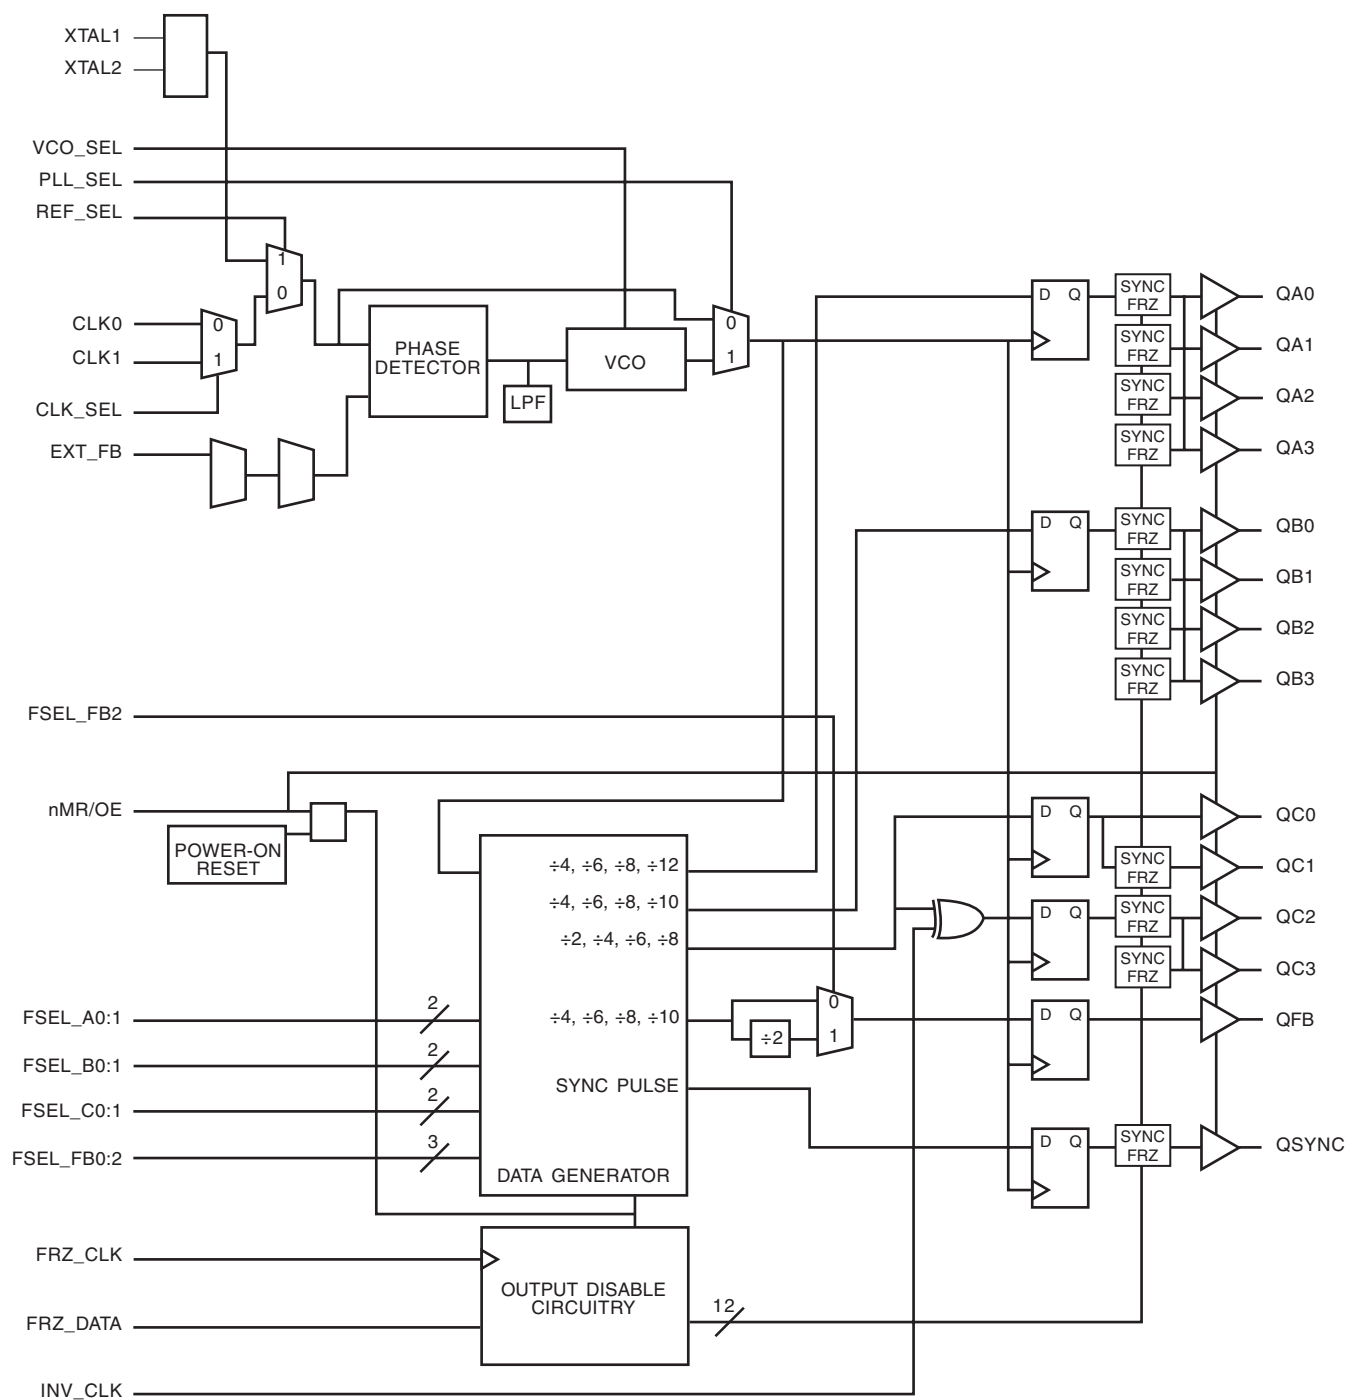 XTAL1
XTAL2
VCO_SEL
PLL_SEL
REF_SEL
1
0
CLK0
CLK1
0
1
CLK_SEL
EXT_FB
PHASE
DETECTOR
LPF
VCO
0
1
D Q
SYNC
FRZ
QA0
SYNC
FRZ
QA1
SYNC
FRZ
QA2
SYNC
FRZ
QA3
D Q
SYNC
FRZ
QB0
SYNC
FRZ
QB1
SYNC
FRZ
QB2
SYNC
FRZ
QB3
FSEL_FB2
nMR/OE
POWER-ON
RESET
÷4, ÷6, ÷8, ÷12
÷4, ÷6, ÷8, ÷10
÷2, ÷4, ÷6, ÷8
÷4, ÷6, ÷8, ÷10
SYNC PULSE
DATA GENERATOR
D Q
QC0
SYNC
FRZ
QC1
D Q
SYNC
FRZ
QC2
SYNC
FRZ
QC3
÷2
0
1
D Q
QFB
D Q
SYNC
FRZ
QSYNC
FSEL_A0:1
2
FSEL_B0:1
2
FSEL_C0:1
2
FSEL_FB0:2
3
FRZ_CLK
FRZ_DATA
OUTPUT DISABLE
CIRCUITRY
12
INV_CLK